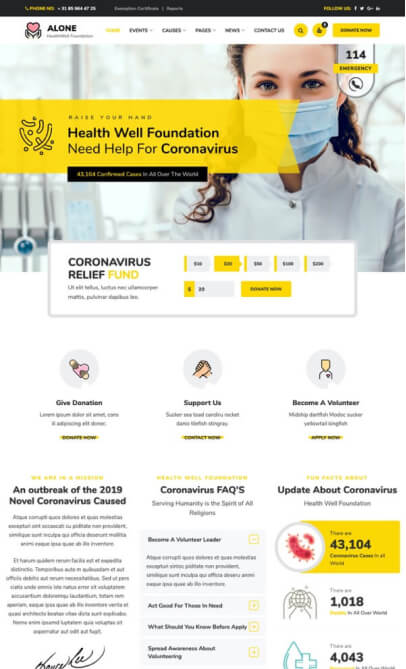 PHONE NO: + 31 85 964 47 25
Exemption Certificate | Reports
FOLLOW US:
ALONE
HealthWell Foundation
HOME EVENTS CAUSES PAGES NEWS CONTACT US
DONATE NOW
114
EMERGENCY
RAISE YOUR HAND
Health Well Foundation
Need Help For Coronavirus
43,104 Confirmed Cases In All Over The World
CORONAVIRUS
RELIEF FUND
Ut elit tellus, luctus nec ullamcorper
mattis, pulvinar dapibus leo.
$10 $20 $50 $100 $200
$ 20 DONATE NOW
Give Donation
Lorem ipsum dolor sit amet, cons
il adipiscing elit donec.
DONATE NOW
Support Us
Sucker sea load candiru rocket
danio tilefish stingray.
CONTACT NOW
Become A Volunteer
Midship dartfish Modoc sucker
yellowtail kingfish
APPLY NOW
WE ARE IN A MISSION
An outbreak of the 2019
Novel Coronavirus Caused
Atque corrupti quos dolores et quas molestias
excepturi sint occaecati cu piditate non provident,
similique sunt inculpa qui officia deserunt mollitia
animi eaque ipsa quae ab illo inventore.
Et harum quidem rerum facilis est et expedita
distinctio. Temporibus aute m quibusdam et aut
officiis debitis aut rerum necessitatibus. Sed ut pers
piatis unde omnis iste natus error sit voluptatem
accusantium doloremqu laudantium, totam rem
aperiam, eaque ipsa quae ab illo inventore verita et
quasi architecto beatae vitae dicta sunt explicabo.
Nemo enim ipsumd luptatem quia voluptas sit
aspernatur aut odit aut fugit.
HEALTH WELL FOUNDATION
Coronavirus FAQ'S
Serving Humanity is the Spirit of All
Religions
Become A Volunteer Leader
Atque corrupti quos dolores et quas molestias
excepturi sintoc provident, similique sunt inculpa
qui officia deseru animi eaque ipsa quae ab illo
inventore.
Act Good For Those In Need
What Should You Know Before Apply
Spread Awareness About
Volunteering
FUN FACTS ABOUT
Update About Coronavirus
Health Well Foundation
There are
43,104
Coronavirus Cases In all
World
There are
1,018
In All Over World
There are
4,043
In All Over World